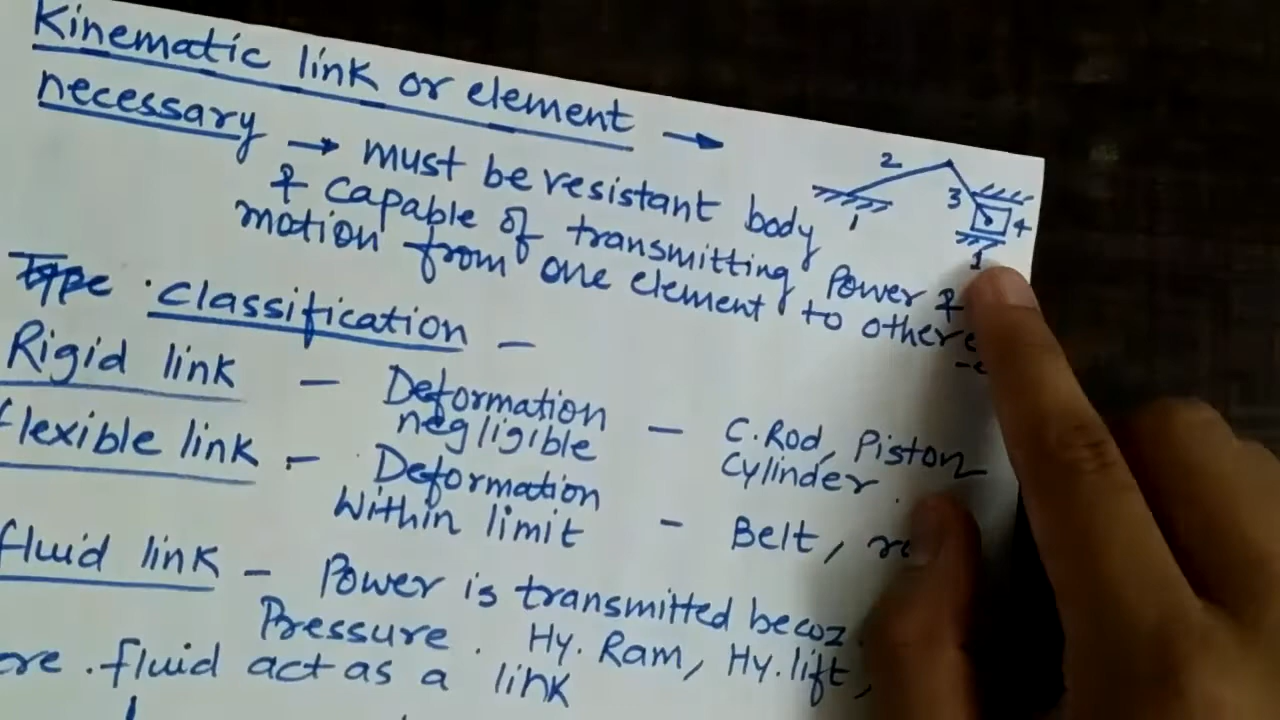 Kinematic link or element →
necessary → must be resistant body
& capable of transmitting Power &
motion from one element to other
2
3
4
1
1
Type . Classification —
Rigid link — Deformation negligible — C. Rod, Piston Cylinder .
flexible link . — Deformation Within limit — Belt,
fluid link — Power is transmitted becoz .
Pressure . Hy. Ram, Hy. lift,
fluid act as a link